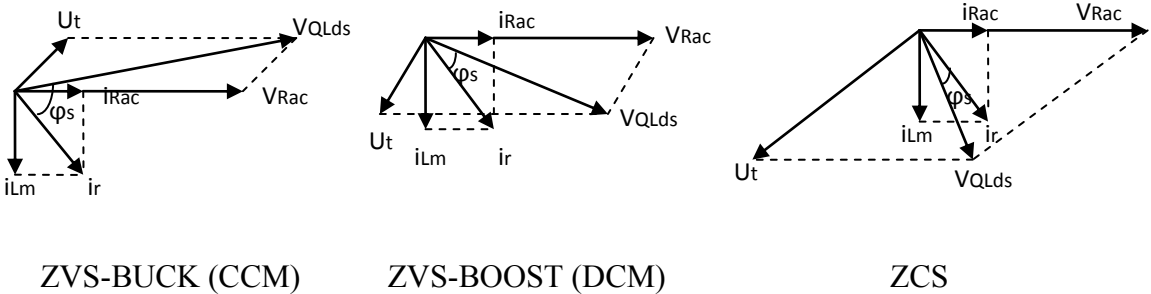 Ut
VQLds
iRac
VRac
φs
iLm
ir
iRac
VRac
φs
VQLds
Ut
iLm
ir
iRac
VRac
φs
iLm
ir
Ut
VQLds
ZVS-BUCK (CCM)
ZVS-BOOST (DCM)
ZCS